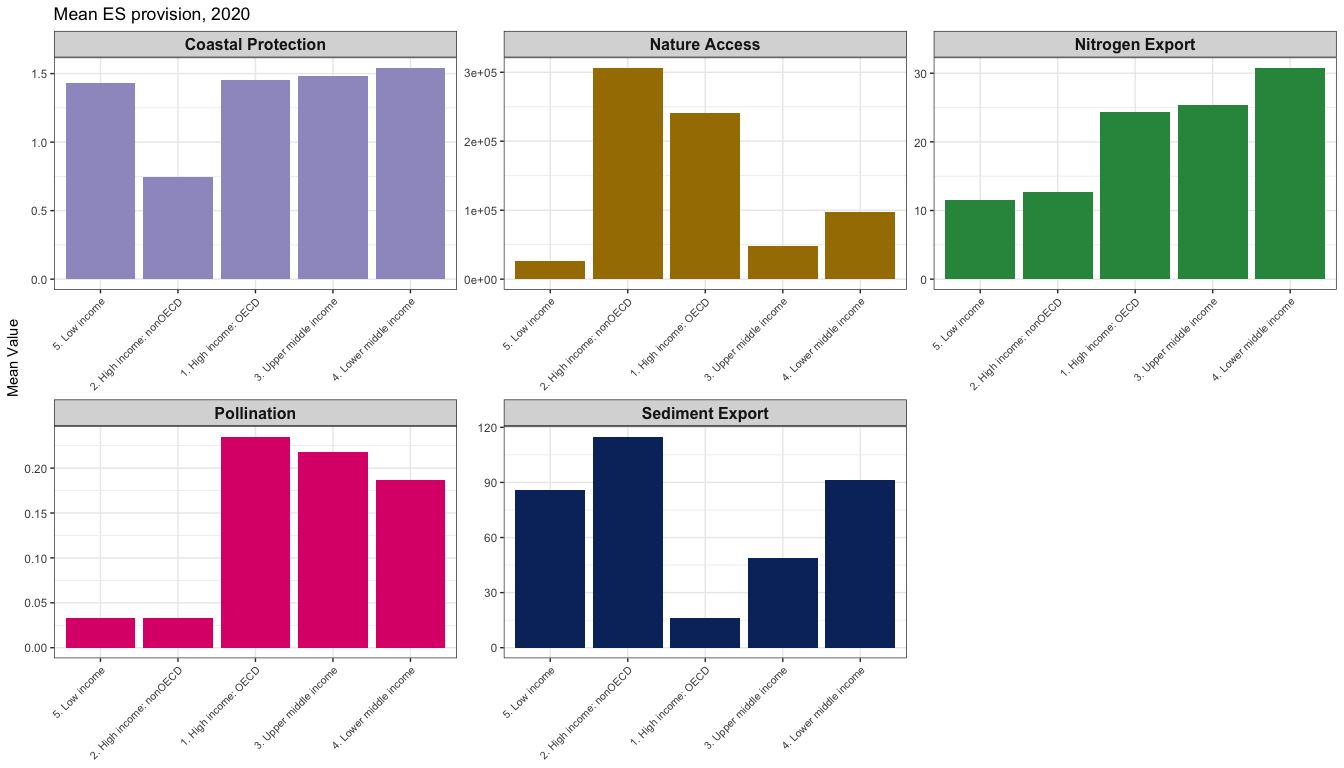 Mean ES provision, 2020
Coastal Protection
Nature Access
Nitrogen Export
1.5
1.0
0.5
0.0
3e+05
2e+05
1e+05
0e+00
30
20
10
0
5. Low income
2. High income: nonOECD
1. High income: OECD
3. Upper middle income
4. Lower middle income
5. Low income
2. High income: nonOECD
1. High income: OECD
3. Upper middle income
4. Lower middle income
5. Low income
2. High income: nonOECD
1. High income: OECD
3. Upper middle income
4. Lower middle income
Mean Value
Pollination
Sediment Export
0.20
0.15
0.10
0.05
0.00
120
90
60
30
0
5. Low income
2. High income: nonOECD
1. High income: OECD
3. Upper middle income
4. Lower middle income
5. Low income
2. High income: nonOECD
1. High income: OECD
3. Upper middle income
4. Lower middle income